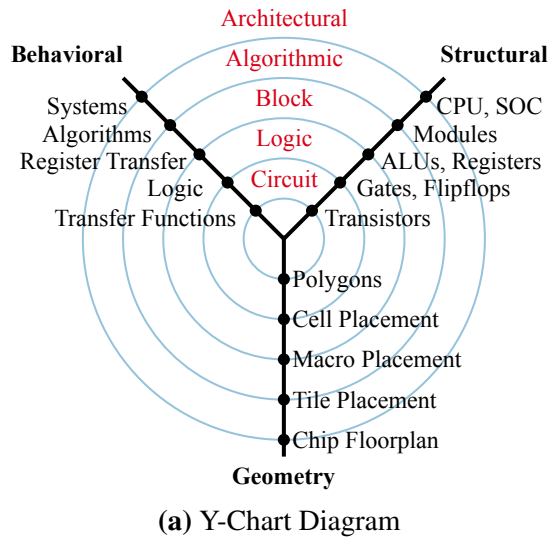 Architectural
Behavioral
Structural
Algorithmic
Systems
Block
CPU, SOC
Algorithms
Modules
Register Transfer
Logic
ALUs, Registers
Logic
Circuit
Gates, Flipflops
Transfer Functions
Transistors
Polygons
Cell Placement
Macro Placement
Tile Placement
Chip Floorplan
Geometry
(a) Y-Chart Diagram